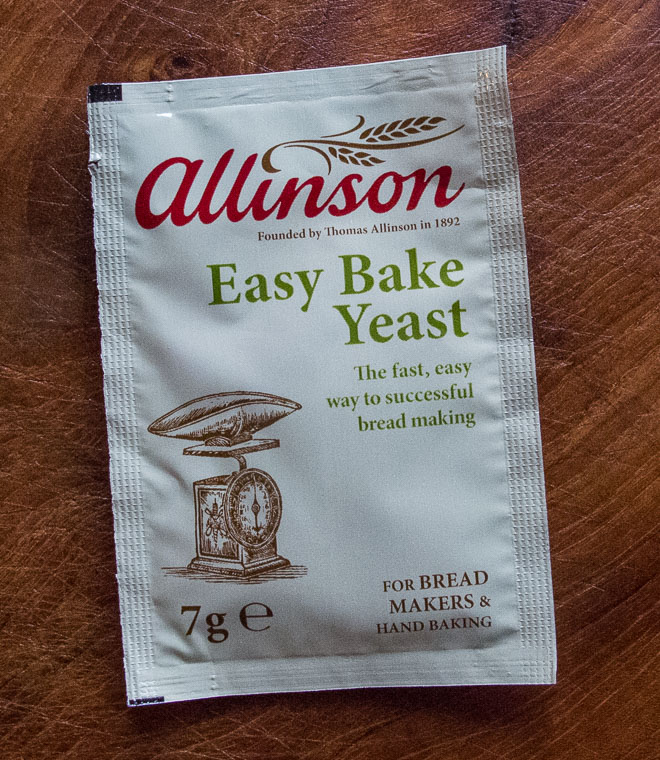 Allinson
Founded by Thomas Allinson in 1892
Easy Bake
Yeast
The fast, easy
way to successful
bread making
7g ℮
FOR BREAD
MAKERS &
HAND BAKING